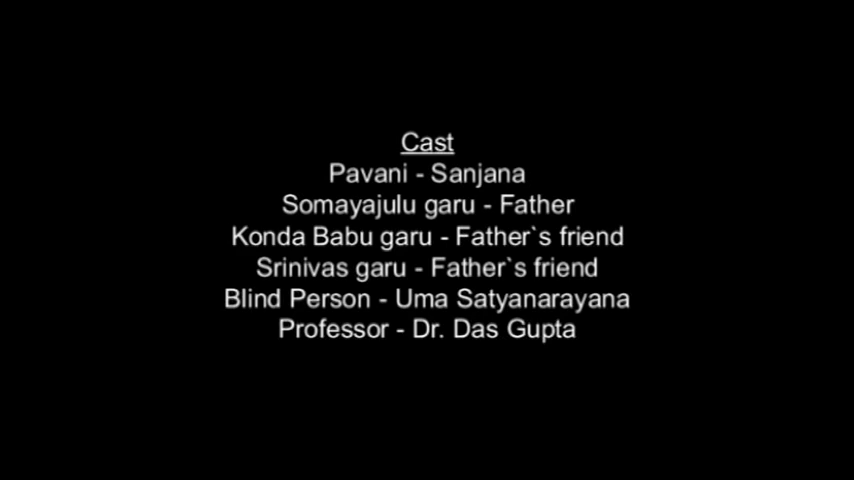 Cast
Pavani - Sanjana
Somayajulu garu - Father
Konda Babu garu - Father`s friend
Srinivas garu - Father`s friend
Blind Person - Uma Satyanarayana
Professor - Dr. Das Gupta